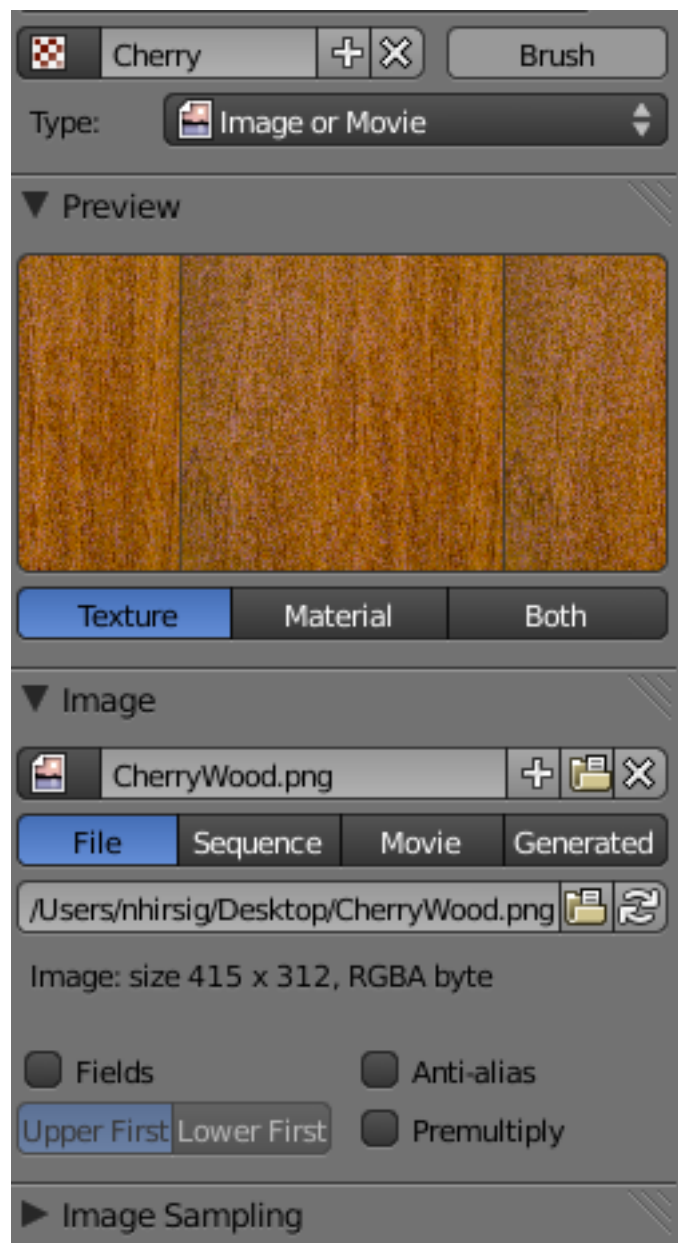 Cherry Brush
Type: Image or Movie
Preview
Texture Material Both
Image
CherryWood.png
File Sequence Movie Generated
/Users/nhirsig/Desktop/CherryWood.png
Image: size 415 x 312, RGBA byte
Fields Anti-alias
Upper First Lower First Premultiply
Image Sampling